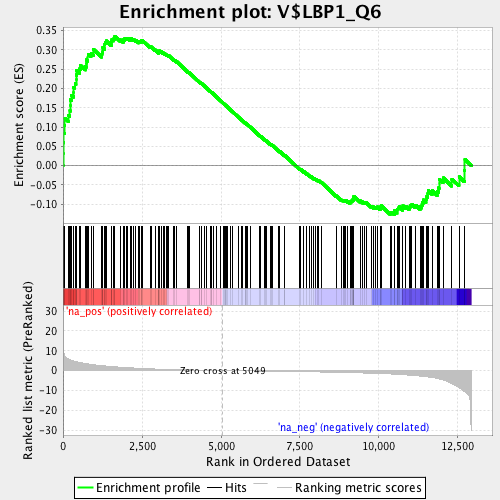 Enrichment plot: V$LBP1_Q6
Enrichment score (ES)
0.35
0.30
0.25
0.20
0.15
0.10
0.05
0.00
-0.05
-0.10
'na_pos' (positively correlated)
Ranked list metric (PreRanked)
30
20
10
0
-10
-20
-30
Zero cross at 5049
'na_neg' (negatively correlated)
0
2,500
5,000
7,500
10,000
12,500
Rank in Ordered Dataset
Enrichment profile
Hits
Ranking metric scores